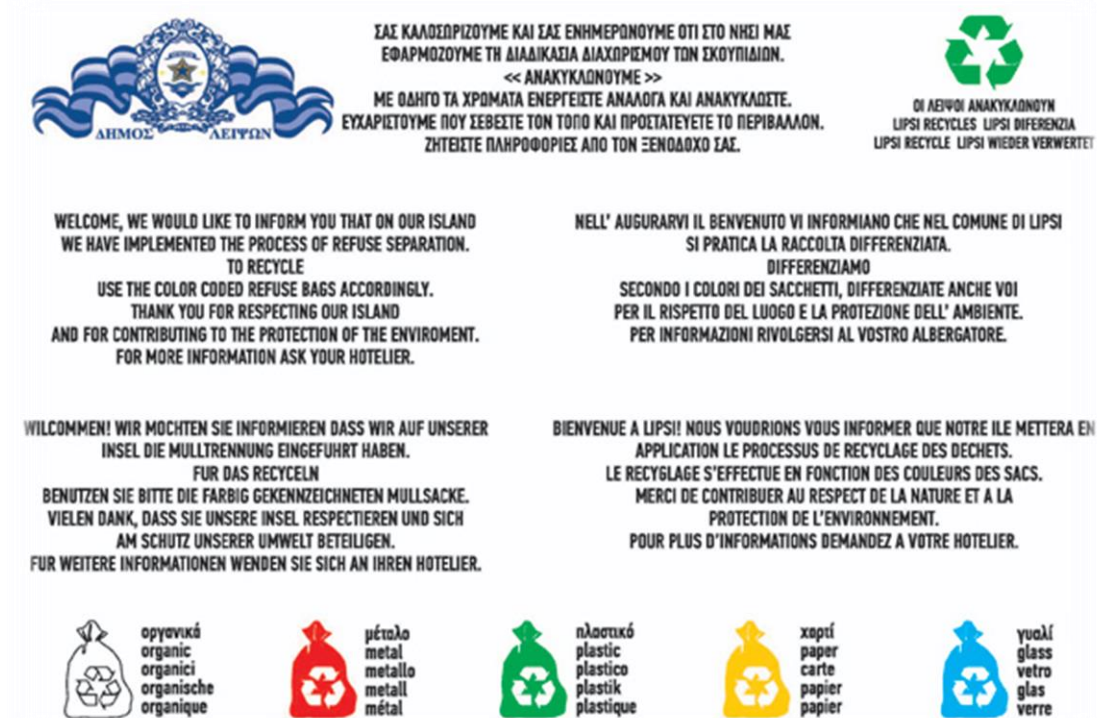 ΔΗΜΟΣ ΛΕΙΨΩΝ
ΣΑΣ ΚΑΛΟΣΩΡΙΖΟΥΜΕ ΚΑΙ ΣΑΣ ΕΝΗΜΕΡΩΝΟΥΜΕ ΟΤΙ ΣΤΟ ΝΗΣΙ ΜΑΣ
ΕΦΑΡΜΟΖΟΥΜΕ ΤΗ ΔΙΑΔΙΚΑΣΙΑ ΔΙΑΧΩΡΙΣΜΟΥ ΤΩΝ ΣΚΟΥΠΙΔΙΩΝ.
<< ΑΝΑΚΥΚΛΩΝΟΥΜΕ >>
ΜΕ ΟΔΗΓΟ ΤΑ ΧΡΩΜΑΤΑ ΕΝΕΡΓΕΙΣΤΕ ΑΝΑΛΟΓΑ ΚΑΙ ΑΝΑΚΥΚΛΩΣΤΕ.
ΕΥΧΑΡΙΣΤΟΥΜΕ ΠΟΥ ΣΕΒΕΣΤΕ ΤΟΝ ΤΟΠΟ ΚΑΙ ΠΡΟΣΤΑΤΕΥΕΤΕ ΤΟ ΠΕΡΙΒΑΛΛΟΝ.
ΖΗΤΕΙΣΤΕ ΠΛΗΡΟΦΟΡΙΕΣ ΑΠΟ ΤΟΝ ΞΕΝΟΔΟΧΟ ΣΑΣ.
ΟΙ ΛΕΙΨΟΙ ΑΝΑΚΥΚΛΩΝΟΥΝ
LIPSI RECYCLES LIPSI DIFERENZIA
LIPSI RECYCLE LIPSI WIEDER VERWERTET
WELCOME, WE WOULD LIKE TO INFORM YOU THAT ON OUR ISLAND
WE HAVE IMPLEMENTED THE PROCESS OF REFUSE SEPARATION.
TO RECYCLE
USE THE COLOR CODED REFUSE BAGS ACCORDINGLY.
THANK YOU FOR RESPECTING OUR ISLAND
AND FOR CONTRIBUTING TO THE PROTECTION OF THE ENVIROMENT.
FOR MORE INFORMATION ASK YOUR HOTELIER.
NELL' AUGURARVI IL BENVENUTO VI INFORMIANO CHE NEL COMUNE DI LIPSI
SI PRATICA LA RACCOLTA DIFFERENZIATA.
DIFFERENZIAMO
SECONDO I COLORI DEI SACCHETTI, DIFFERENZIATE ANCHE VOI
PER IL RISPETTO DEL LUOGO E LA PROTEZIONE DELL' AMBIENTE.
PER INFORMAZIONI RIVOLGERSI AL VOSTRO ALBERGATORE.
WILCOMMEN! WIR MOCHTEN SIE INFORMIEREN DASS WIR AUF UNSERER
INSEL DIE MULLTRENNUNG EINGEFUHRT HABEN.
FUR DAS RECYCELN
BENUTZEN SIE BITTE DIE FARBIG GEKENNZEICHNETEN MULLSACKE.
VIELEN DANK, DASS SIE UNSERE INSEL RESPECTIEREN UND SICH
AM SCHUTZ UNSERER UMWELT BETEILIGEN.
FUR WEITERE INFORMATIONEN WENDEN SIE SICH AN IHREN HOTELIER.
BIENVENUE A LIPSI! NOUS VOUDRIONS VOUS INFORMER QUE NOTRE ILE METTERA EN
APPLICATION LE PROCESSUS DE RECYCLAGE DES DECHETS.
LE RECYGLAGE S'EFFECTUE EN FONCTION DES COULEURS DES SACS.
MERCI DE CONTRIBUER AU RESPECT DE LA NATURE ET A LA
PROTECTION DE L'ENVIRONNEMENT.
POUR PLUS D'INFORMATIONS DEMANDEZ A VOTRE HOTELIER.
οργανικά
organic
organici
organische
organique
μέταλο
metal
metallo
metall
métal
πλαστικό
plastic
plastico
plastik
plastique
χαρτί
paper
carte
papier
papier
γυαλί
glass
vetro
glas
verre